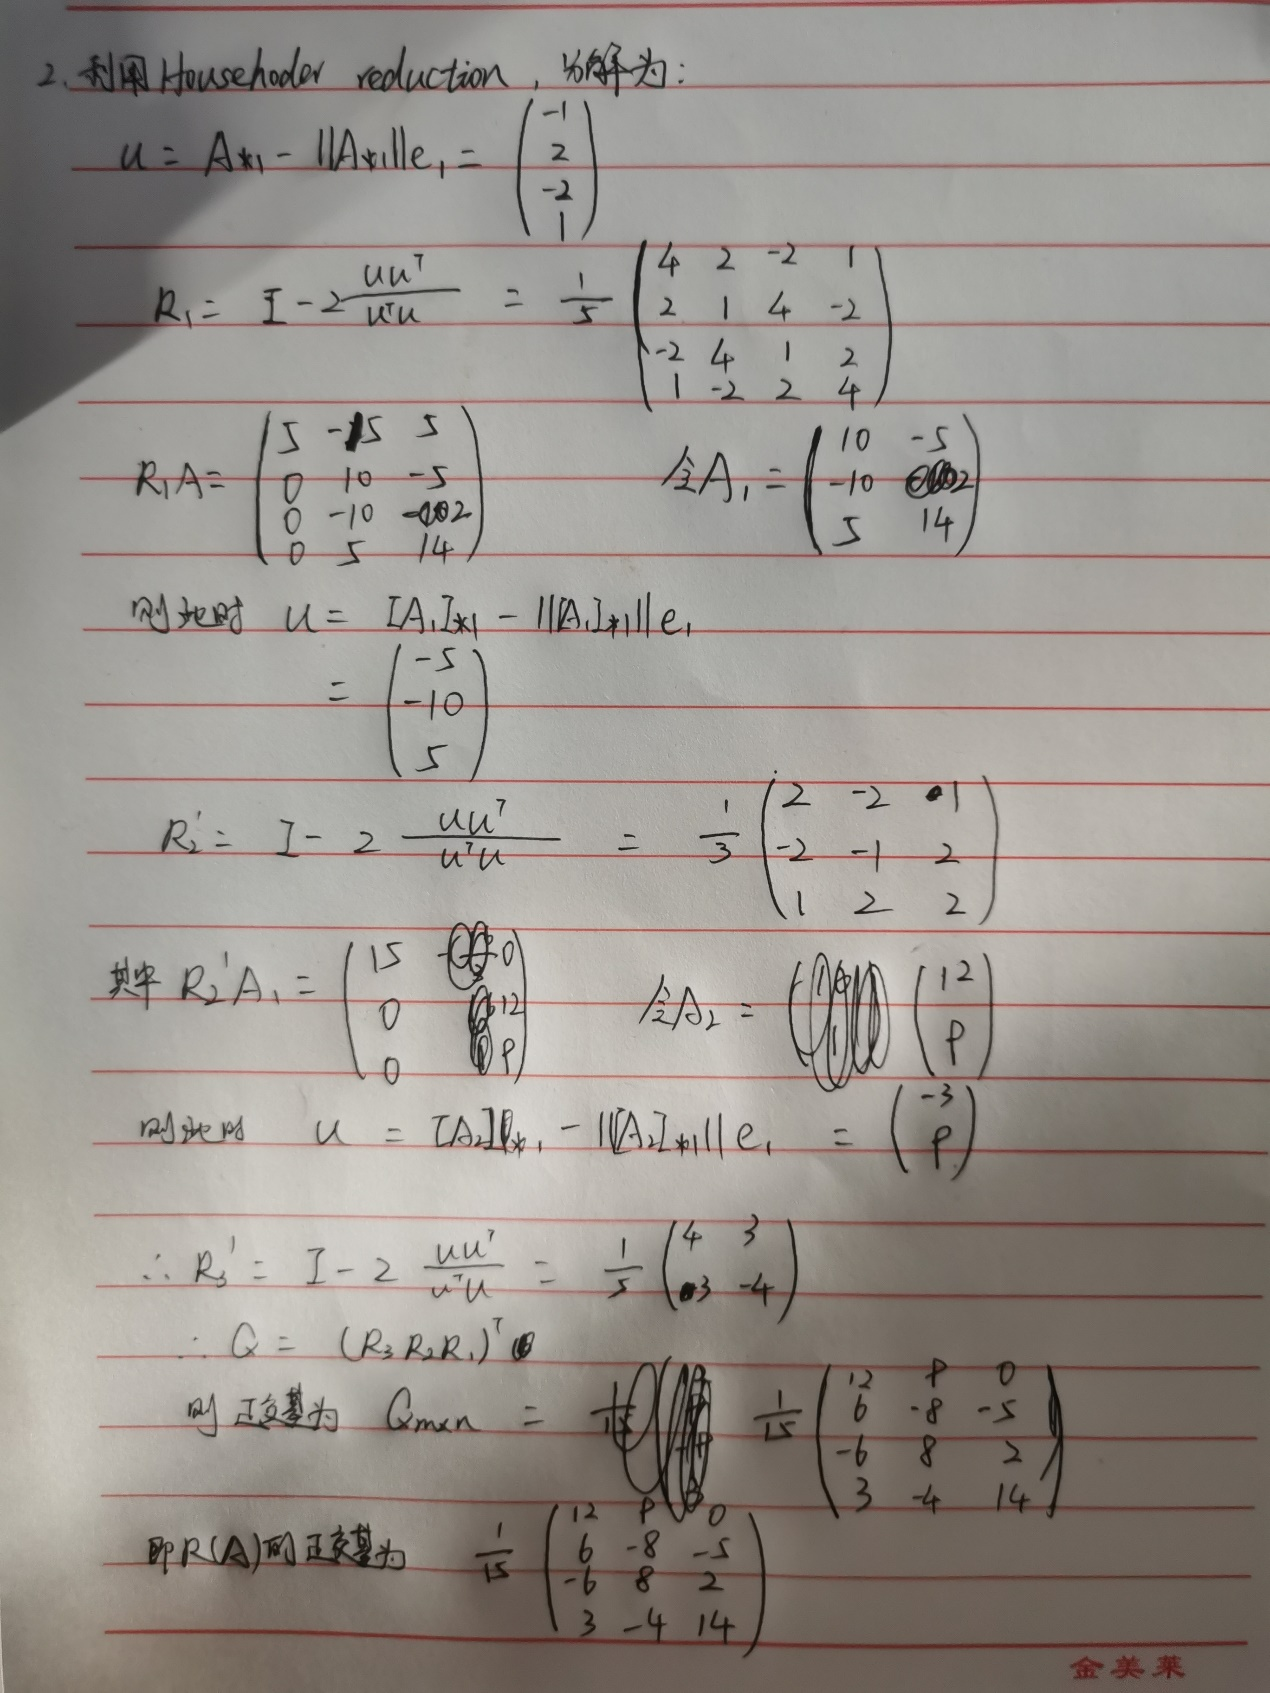 2. 利用Househoder reduction, 分解为:
u = A*1 - ||A*1||e1 = (-1 2 -2 1)
R1 = I - 2 uu^T / u^Tu = 1/5 (4 2 -2 1
2 1 4 -2
-2 4 1 2
1 -2 2 4)
R1A = (5 -15 5
0 10 -5
0 -10 2
0 5 14)
令A1 = (10 -5
-10 2
5 14)
则此时 u = [A1]*1 - ||[A1]*1||e1
= (-5 -10 5)
R2' = I - 2 uu^T / u^Tu = 1/3 (2 -2 1
-2 -1 2
1 2 2)
其中 R2'A1 = (15 0
0 12
0 9)
令A2 = (12 9)
则此时 u = [A2]*1 - ||[A2]*1||e1 = (-3 9)
∴ R3' = I - 2 uu^T / u^Tu = 1/5 (4 3
3 -4)
∴ Q = (R3R2R1)^T
则正交基为 Qmxn = 1/15 (12 9 0
6 -8 -5
-6 8 2
3 -4 14)
即R(A)的正交基为 1/15 (12 9 0
6 -8 -5
-6 8 2
3 -4 14)
金美莱